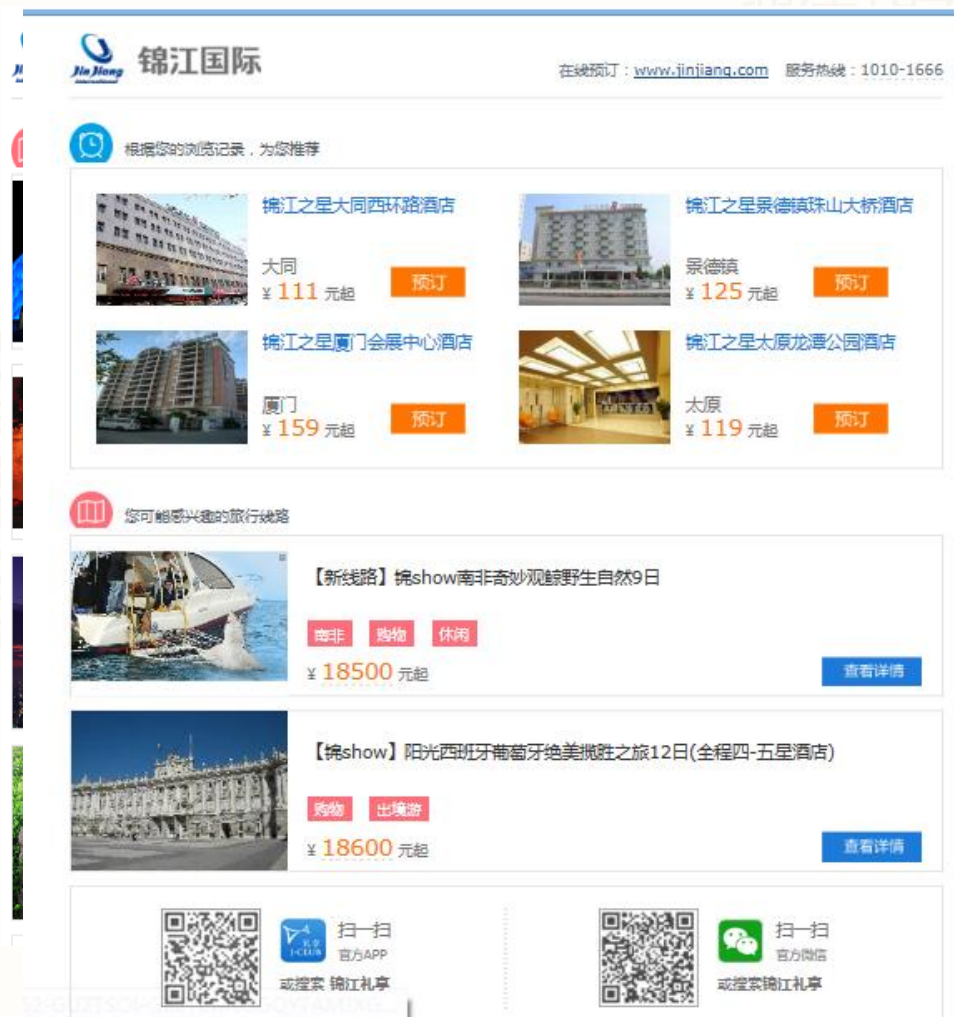 JinJiang
International
锦江国际
在线预订：www.jinjiang.com 服务热线：1010-1666
根据您的浏览记录，为您推荐
锦江之星大同西环路酒店
大同
¥ 111 元起
预订
锦江之星景德镇珠山大桥酒店
景德镇
¥ 125 元起
预订
锦江之星厦门会展中心酒店
厦门
¥ 159 元起
预订
锦江之星太原龙潭公园酒店
太原
¥ 119 元起
预订
您可能感兴趣的旅行线路
【新线路】锦show南非奇妙观鲸野生自然9日
南非 购物 休闲
¥ 18500 元起
查看详情
【锦show】阳光西班牙葡萄牙绝美揽胜之旅12日(全程四-五星酒店)
购物 出境游
¥ 18600 元起
查看详情
礼享
J-CLUB
扫一扫
官方APP
或搜索 锦江礼享
扫一扫
官方微信
或搜索锦江礼享